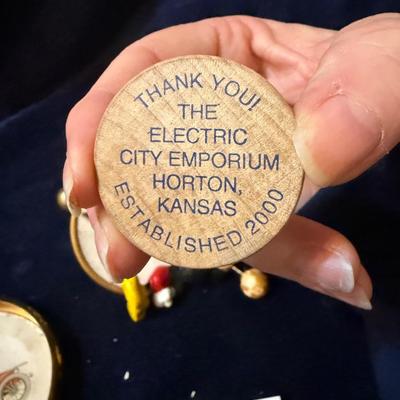 THANK YOU!
THE
ELECTRIC
CITY EMPORIUM
HORTON,
KANSAS
ESTABLISHED 2000